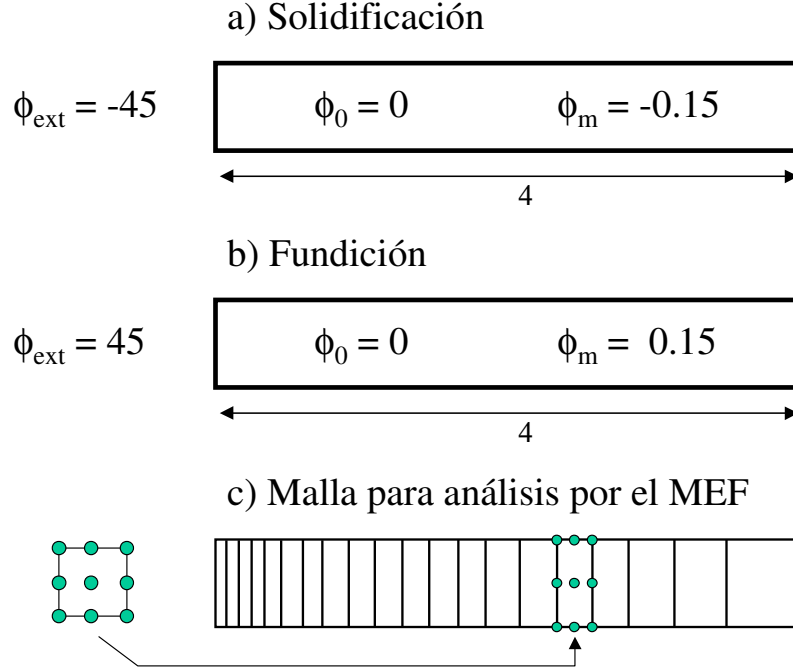 a) Solidificación
ϕext = -45 ϕ0 = 0 ϕm = -0.15
4
b) Fundición
ϕext = 45 ϕ0 = 0 ϕm = 0.15
4
c) Malla para análisis por el MEF